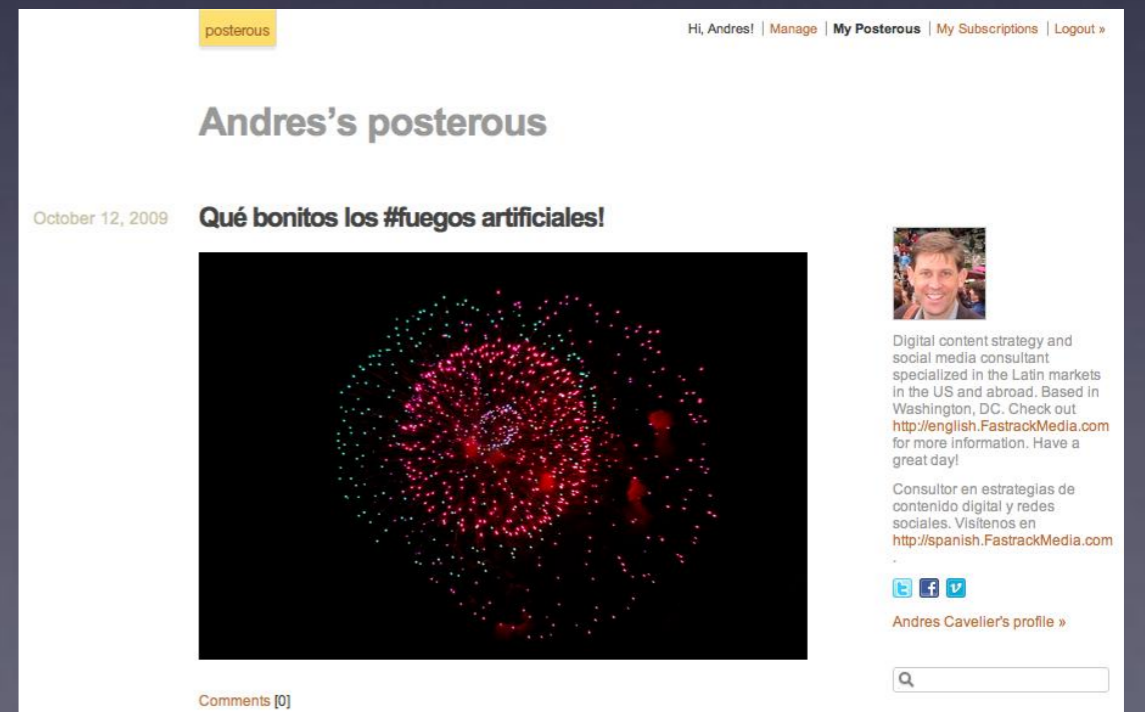 posterous
Hi, Andres! | Manage | My Posterous | My Subscriptions | Logout »
Andres's posterous
October 12, 2009
Qué bonitos los #fuegos artificiales!
Digital content strategy and
social media consultant
specialized in the Latin markets
in the US and abroad. Based in
Washington, DC. Check out
http://english.FastrackMedia.com
for more information. Have a
great day!
Consultor en estrategias de
contenido digital y redes
sociales. Visítenos en
http://spanish.FastrackMedia.com
.
t f v
Andres Cavelier's profile »
Comments [0]